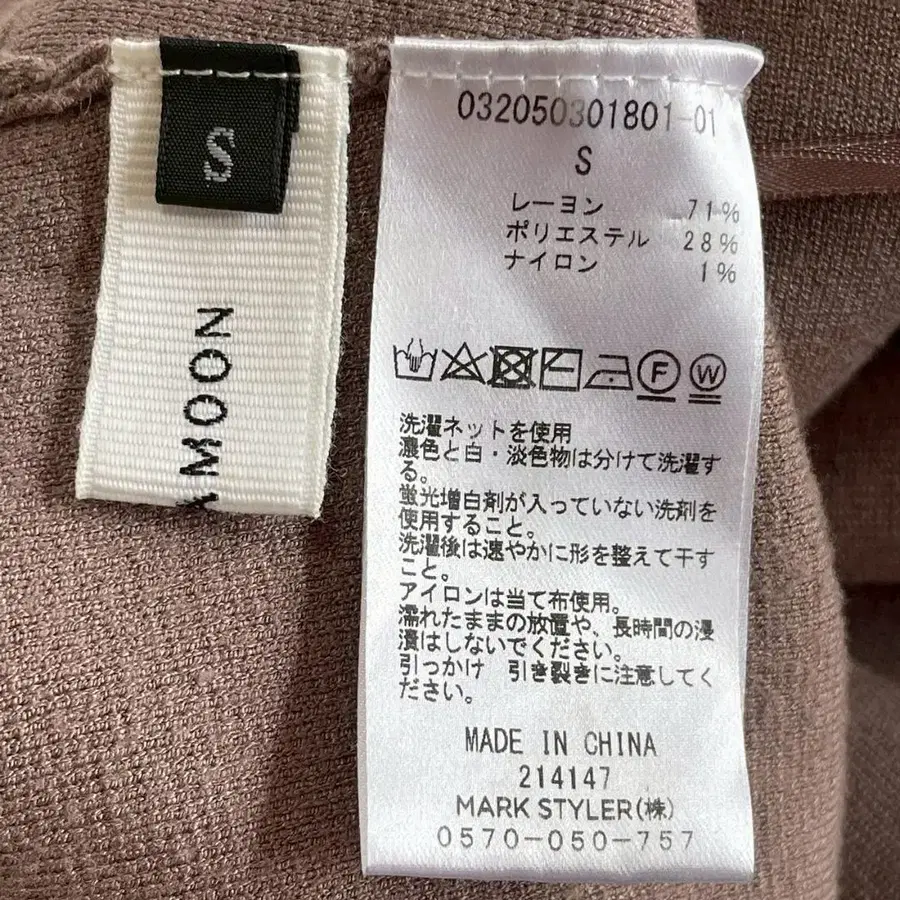 S
MOON
032050301801-01
S
レーヨン 71%
ポリエステル 28%
ナイロン 1%
F W
洗濯ネットを使用
濃色と白・淡色物は分けて洗濯す
る。
蛍光増白剤が入っていない洗剤を
使用すること。
洗濯後は速やかに形を整えて干す
こと。
アイロンは当て布使用。
濡れたままの放置や、長時間の浸
漬はしないでください。
引っかけ 引き裂きに注意してく
ださい。
MADE IN CHINA
214147
MARK STYLER(株)
0570-050-757